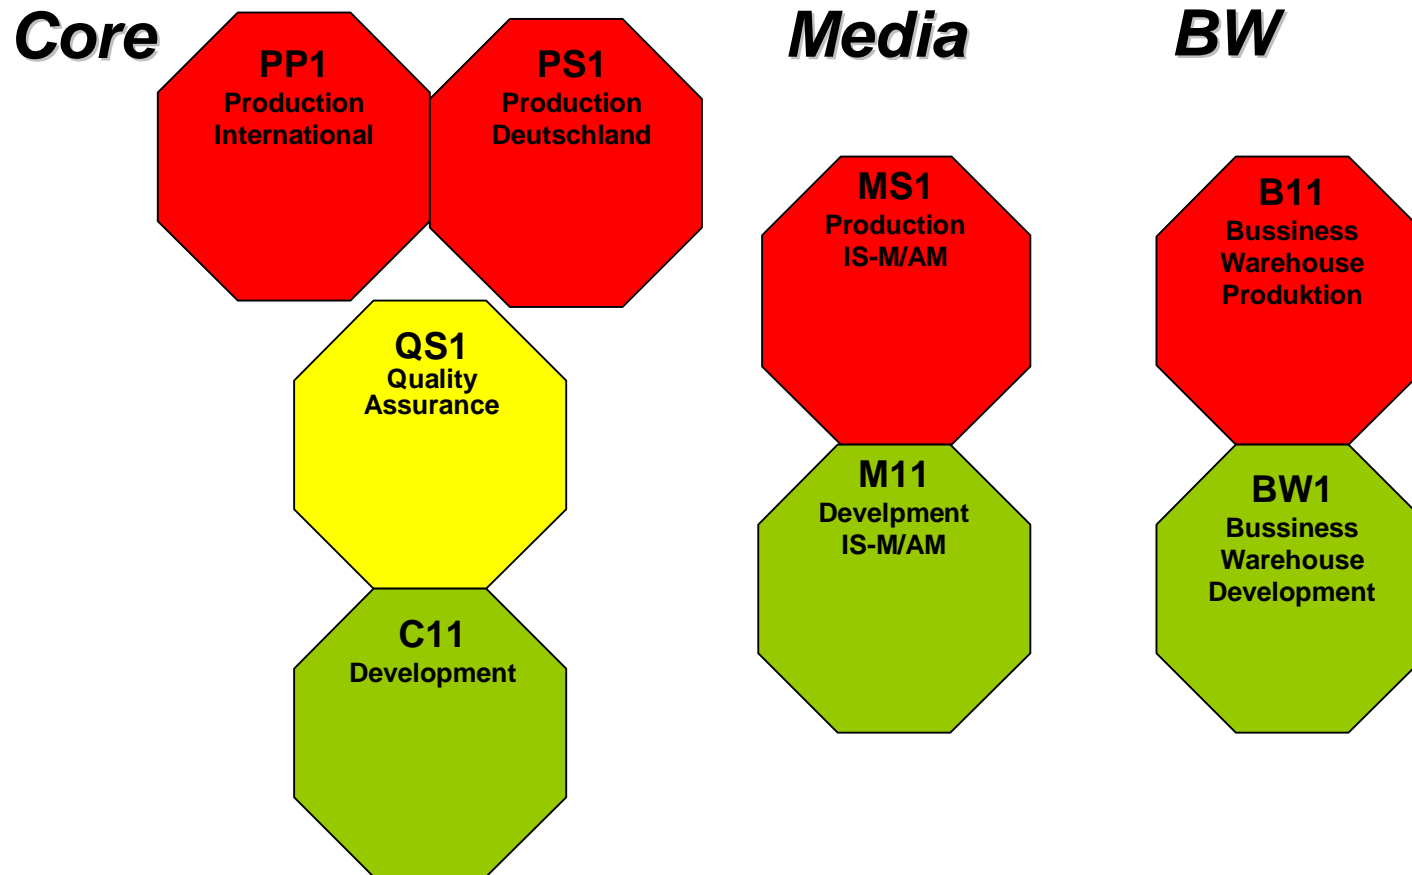 Core
PP1
Production
International
PS1
Production
Deutschland
QS1
Quality
Assurance
C11
Development
Media
MS1
Production
IS-M/AM
M11
Develpment
IS-M/AM
BW
B11
Bussiness
Warehouse
Produktion
BW1
Bussiness
Warehouse
Development